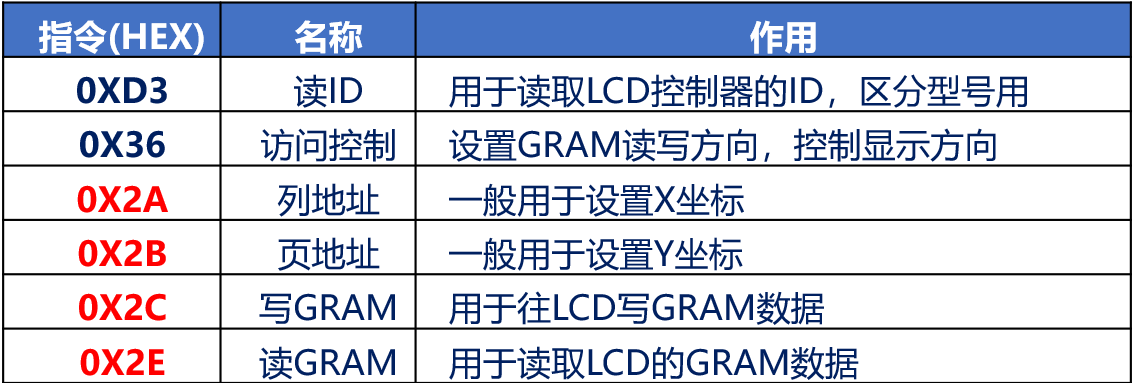 指令(HEX) 名称 作用
0XD3 读ID 用于读取LCD控制器的ID，区分型号用
0X36 访问控制 设置GRAM读写方向，控制显示方向
0X2A 列地址 一般用于设置X坐标
0X2B 页地址 一般用于设置Y坐标
0X2C 写GRAM 用于往LCD写GRAM数据
0X2E 读GRAM 用于读取LCD的GRAM数据